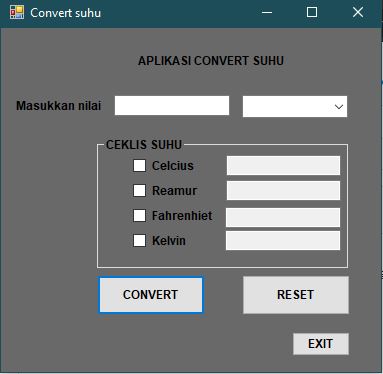 Convert suhu
APLIKASI CONVERT SUHU
Masukkan nilai
CEKLIS SUHU
Celcius
Reamur
Fahrenhiet
Kelvin
CONVERT RESET
EXIT